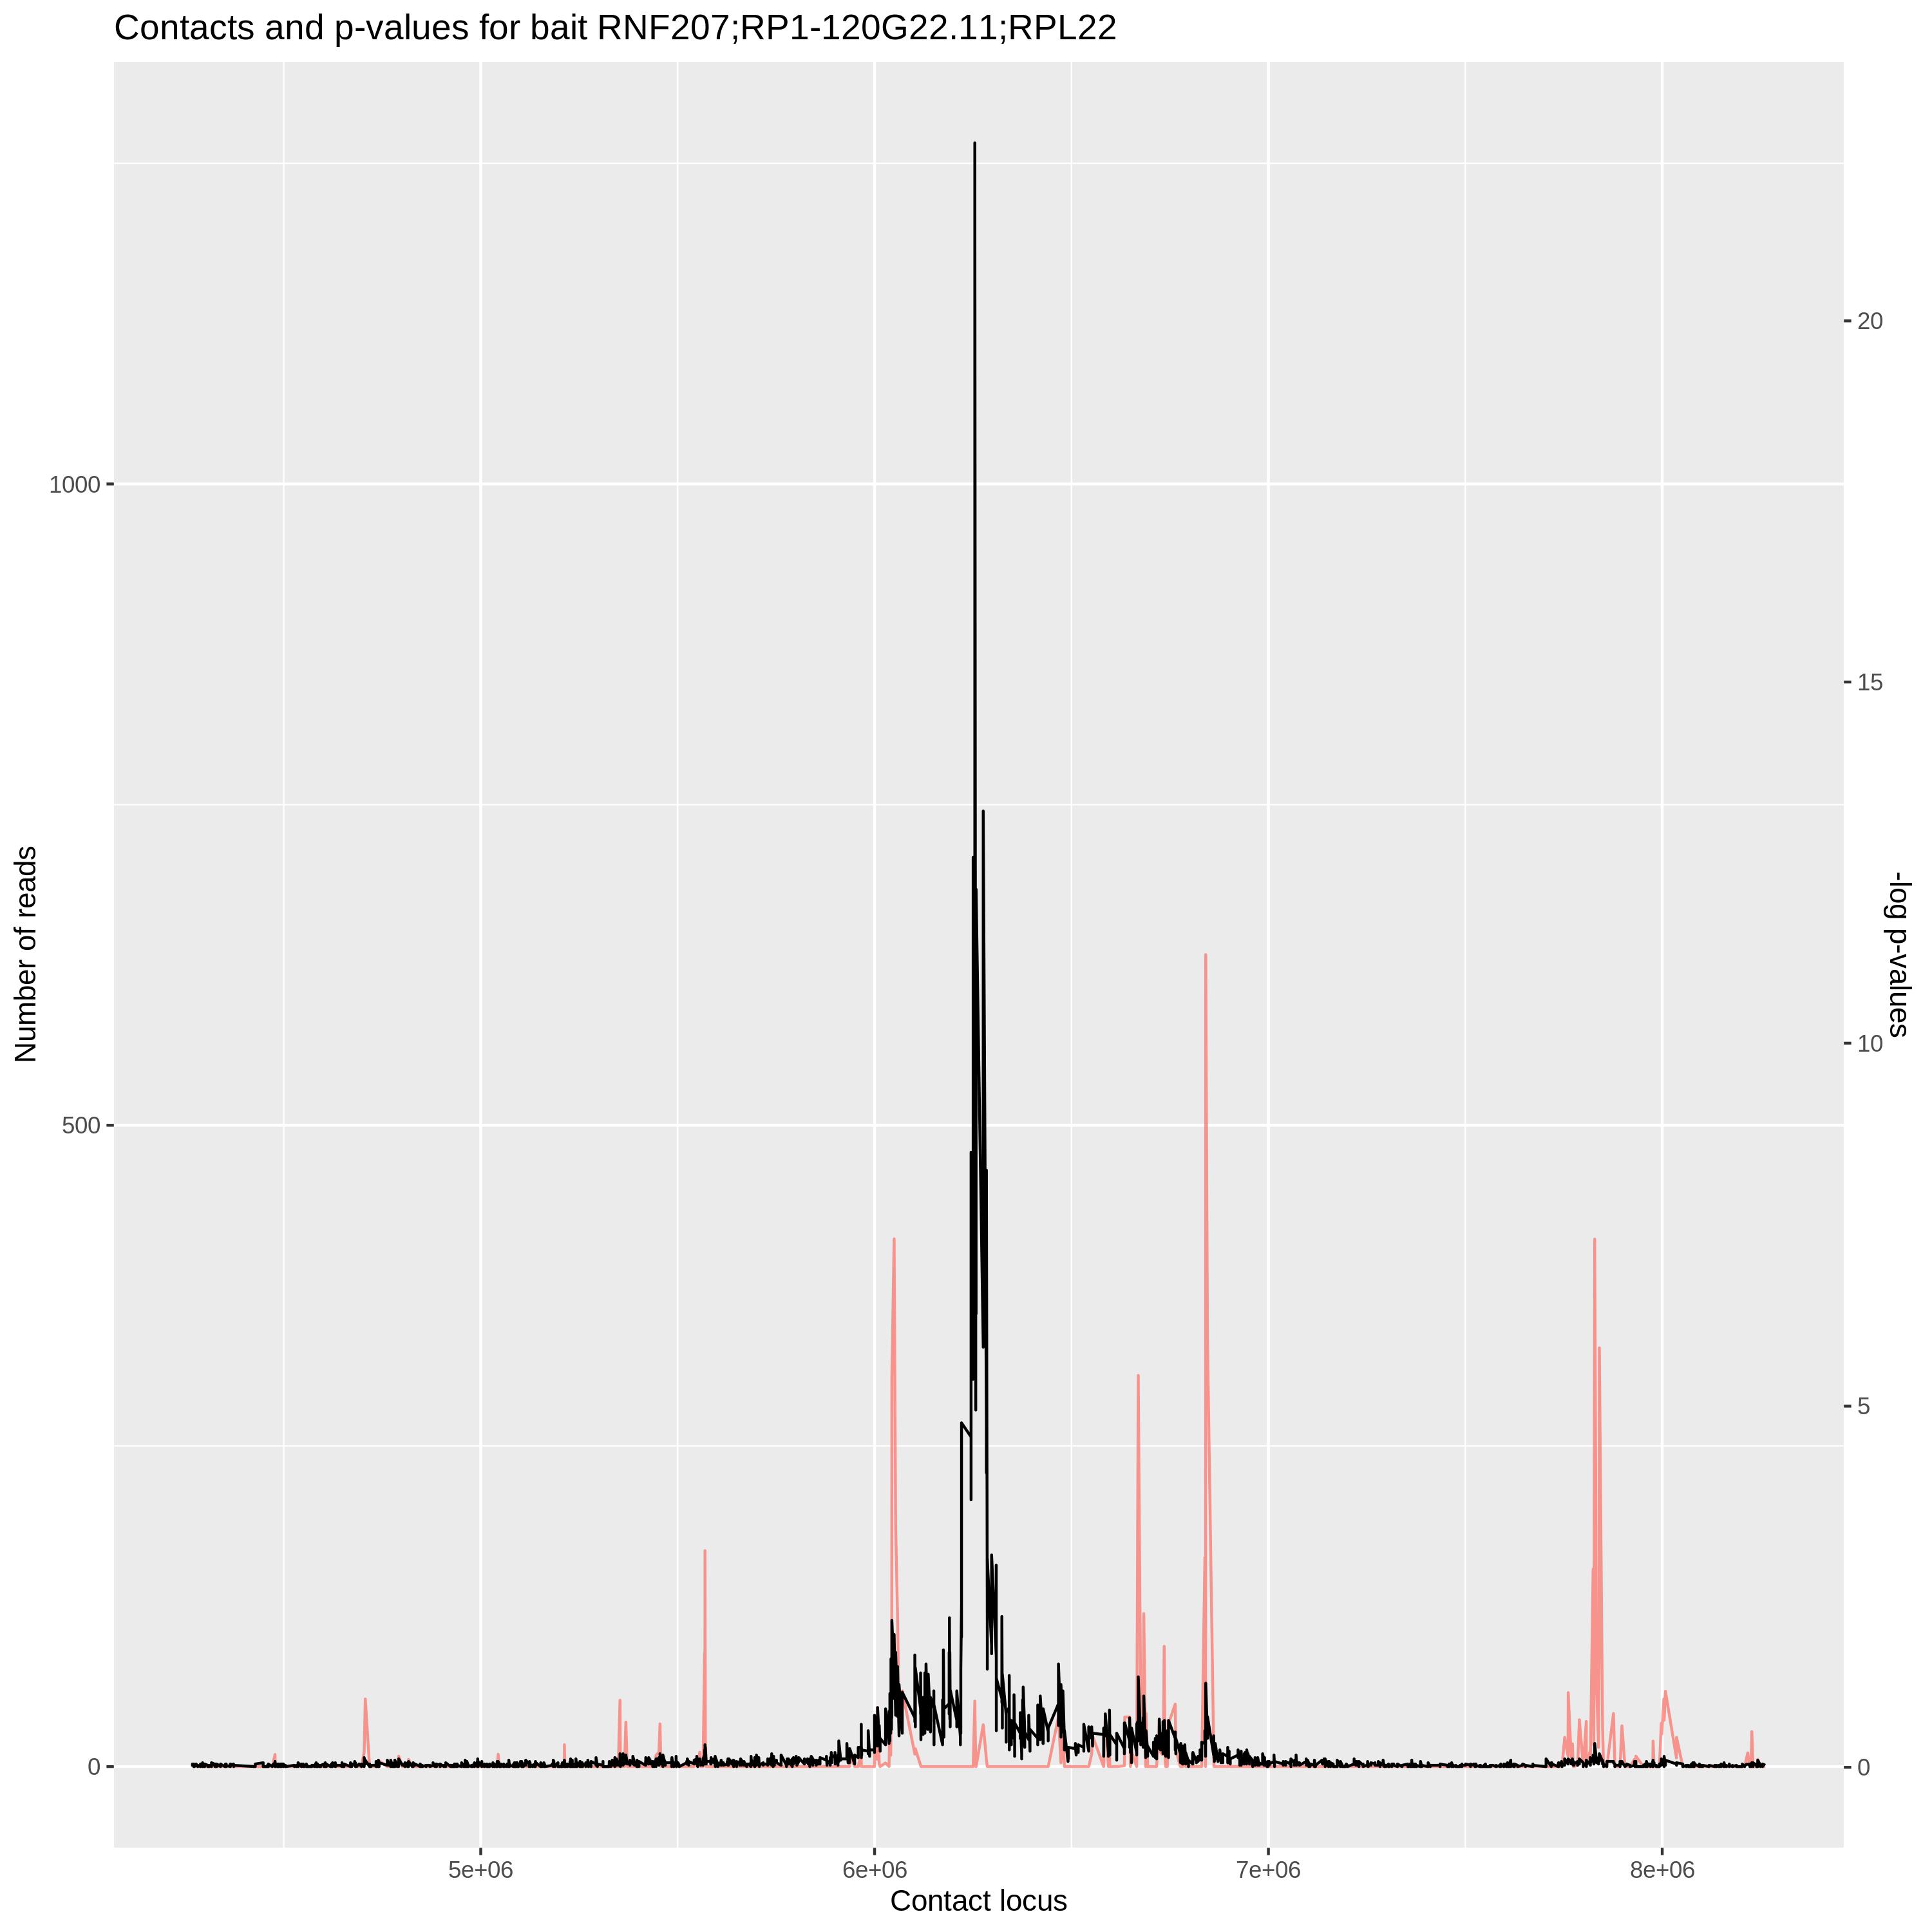 Contacts and p-values for bait RNF207;RP1-120G22.11;RPL22
Number of reads
1000
500
0
20
15
10
5
0
-log p-values
5e+06
6e+06
7e+06
8e+06
Contact locus